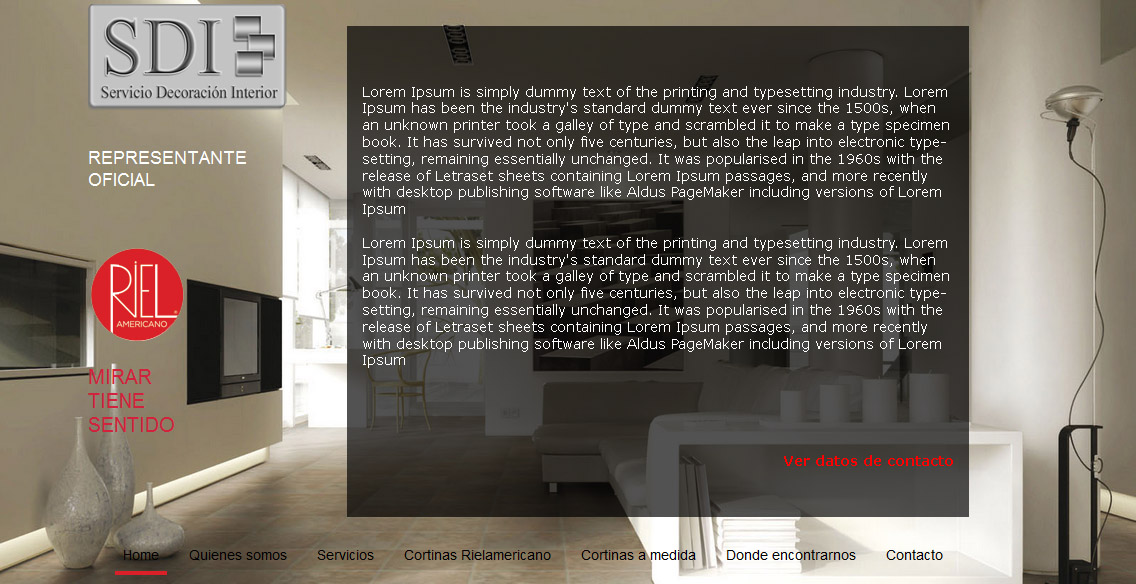 SDI
Servicio Decoración Interior
REPRESENTANTE
OFICIAL
RIEL
AMERICANO
®
MIRAR
TIENE
SENTIDO
Lorem Ipsum is simply dummy text of the printing and typesetting industry. Lorem
Ipsum has been the industry's standard dummy text ever since the 1500s, when
an unknown printer took a galley of type and scrambled it to make a type specimen
book. It has survived not only five centuries, but also the leap into electronic type-
setting, remaining essentially unchanged. It was popularised in the 1960s with the
release of Letraset sheets containing Lorem Ipsum passages, and more recently
with desktop publishing software like Aldus PageMaker including versions of Lorem
Ipsum
Lorem Ipsum is simply dummy text of the printing and typesetting industry. Lorem
Ipsum has been the industry's standard dummy text ever since the 1500s, when
an unknown printer took a galley of type and scrambled it to make a type specimen
book. It has survived not only five centuries, but also the leap into electronic type-
setting, remaining essentially unchanged. It was popularised in the 1960s with the
release of Letraset sheets containing Lorem Ipsum passages, and more recently
with desktop publishing software like Aldus PageMaker including versions of Lorem
Ipsum
Ver datos de contacto
Home Quienes somos Servicios Cortinas Rielamericano Cortinas a medida Donde encontrarnos Contacto